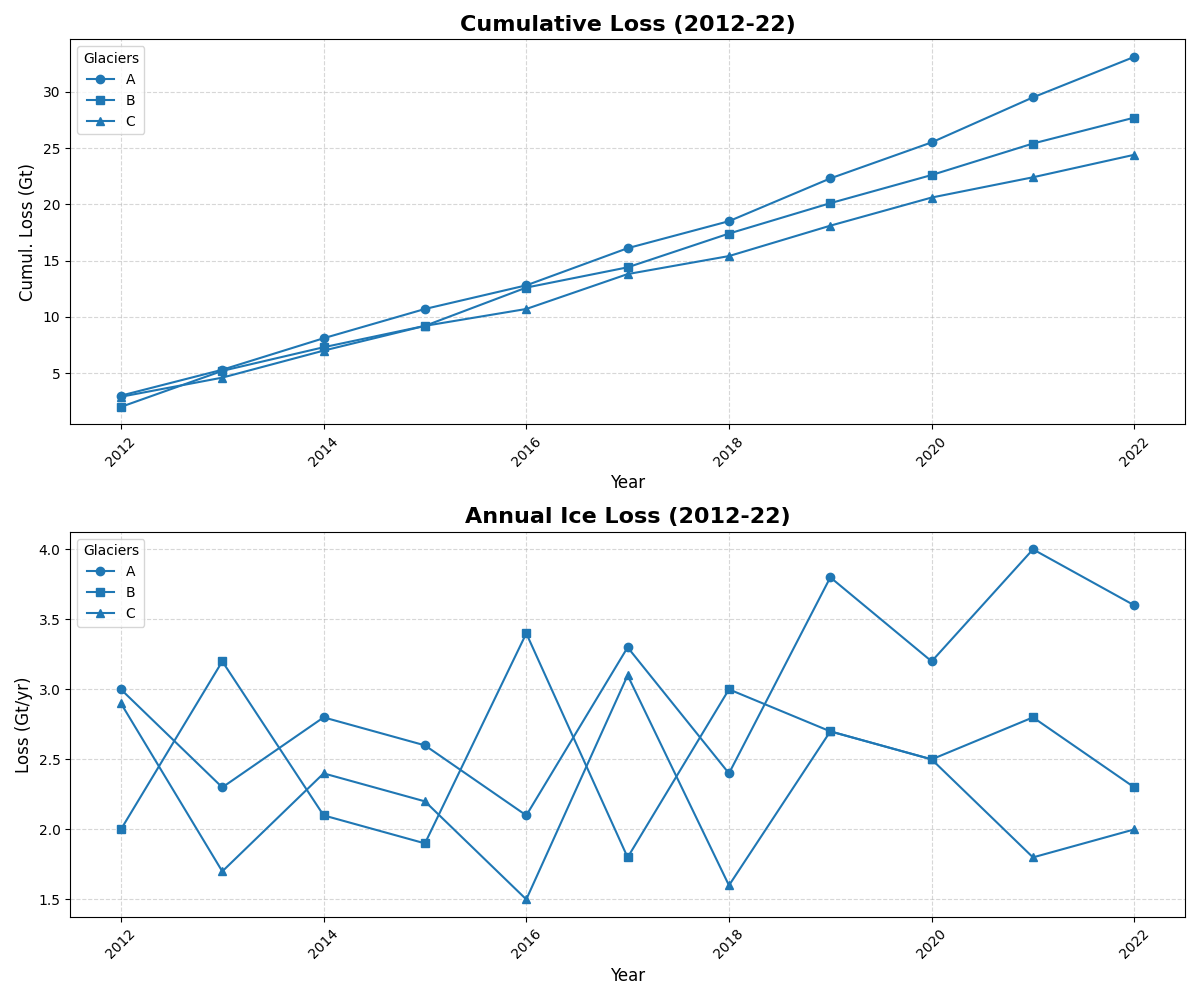 Cumulative Loss (2012-22)
Glaciers
A
B
C
Cumul. Loss (Gt)
30
25
20
15
10
5
2012
2014
2016
2018
2020
2022
Year
Annual Ice Loss (2012-22)
Glaciers
A
B
C
Loss (Gt/yr)
4.0
3.5
3.0
2.5
2.0
1.5
2012
2014
2016
2018
2020
2022
Year